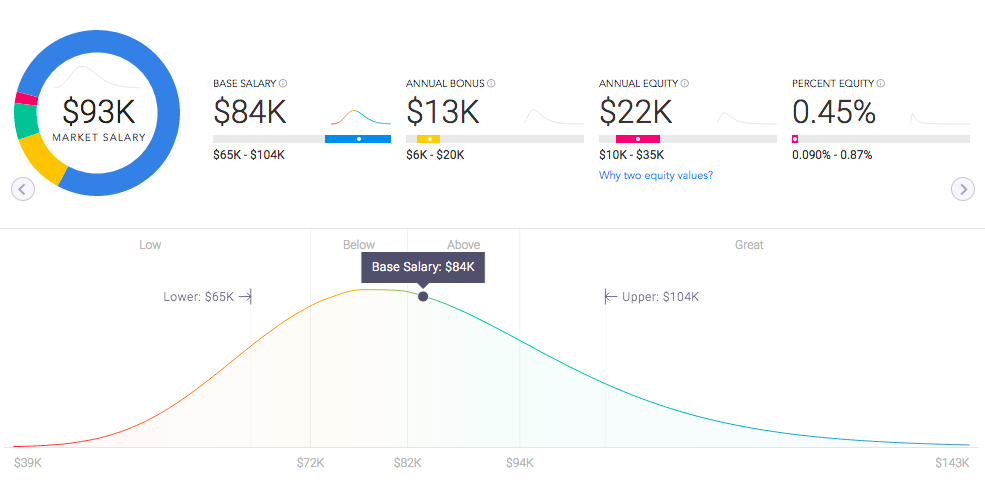 BASE SALARY
ANNUAL BONUS
ANNUAL EQUITY
PERCENT EQUITY
$93K
MARKET SALARY
$84K
$13K
$22K
0.45%
$65K - $104K
$6K - $20K
$10K - $35K
0.090% - 0.87%
Why two equity values?
Low
Below
Above
Great
Base Salary: $84K
Lower: $65K
Upper: $104K
$39K
$72K
$82K
$94K
$143K